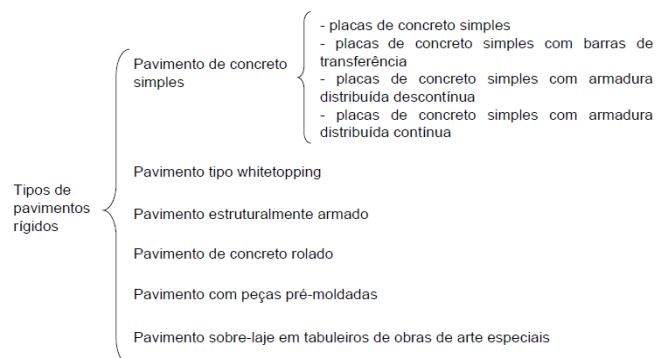 - placas de concreto simples
- placas de concreto simples com barras de
transferência
- placas de concreto simples com armadura
distribuída descontínua
- placas de concreto simples com armadura
distribuída contínua
Pavimento de concreto
simples
Pavimento tipo whitetopping
Tipos de
pavimentos
rígidos
Pavimento estruturalmente armado
Pavimento de concreto rolado
Pavimento com peças pré-moldadas
Pavimento sobre-laje em tabuleiros de obras de arte especiais